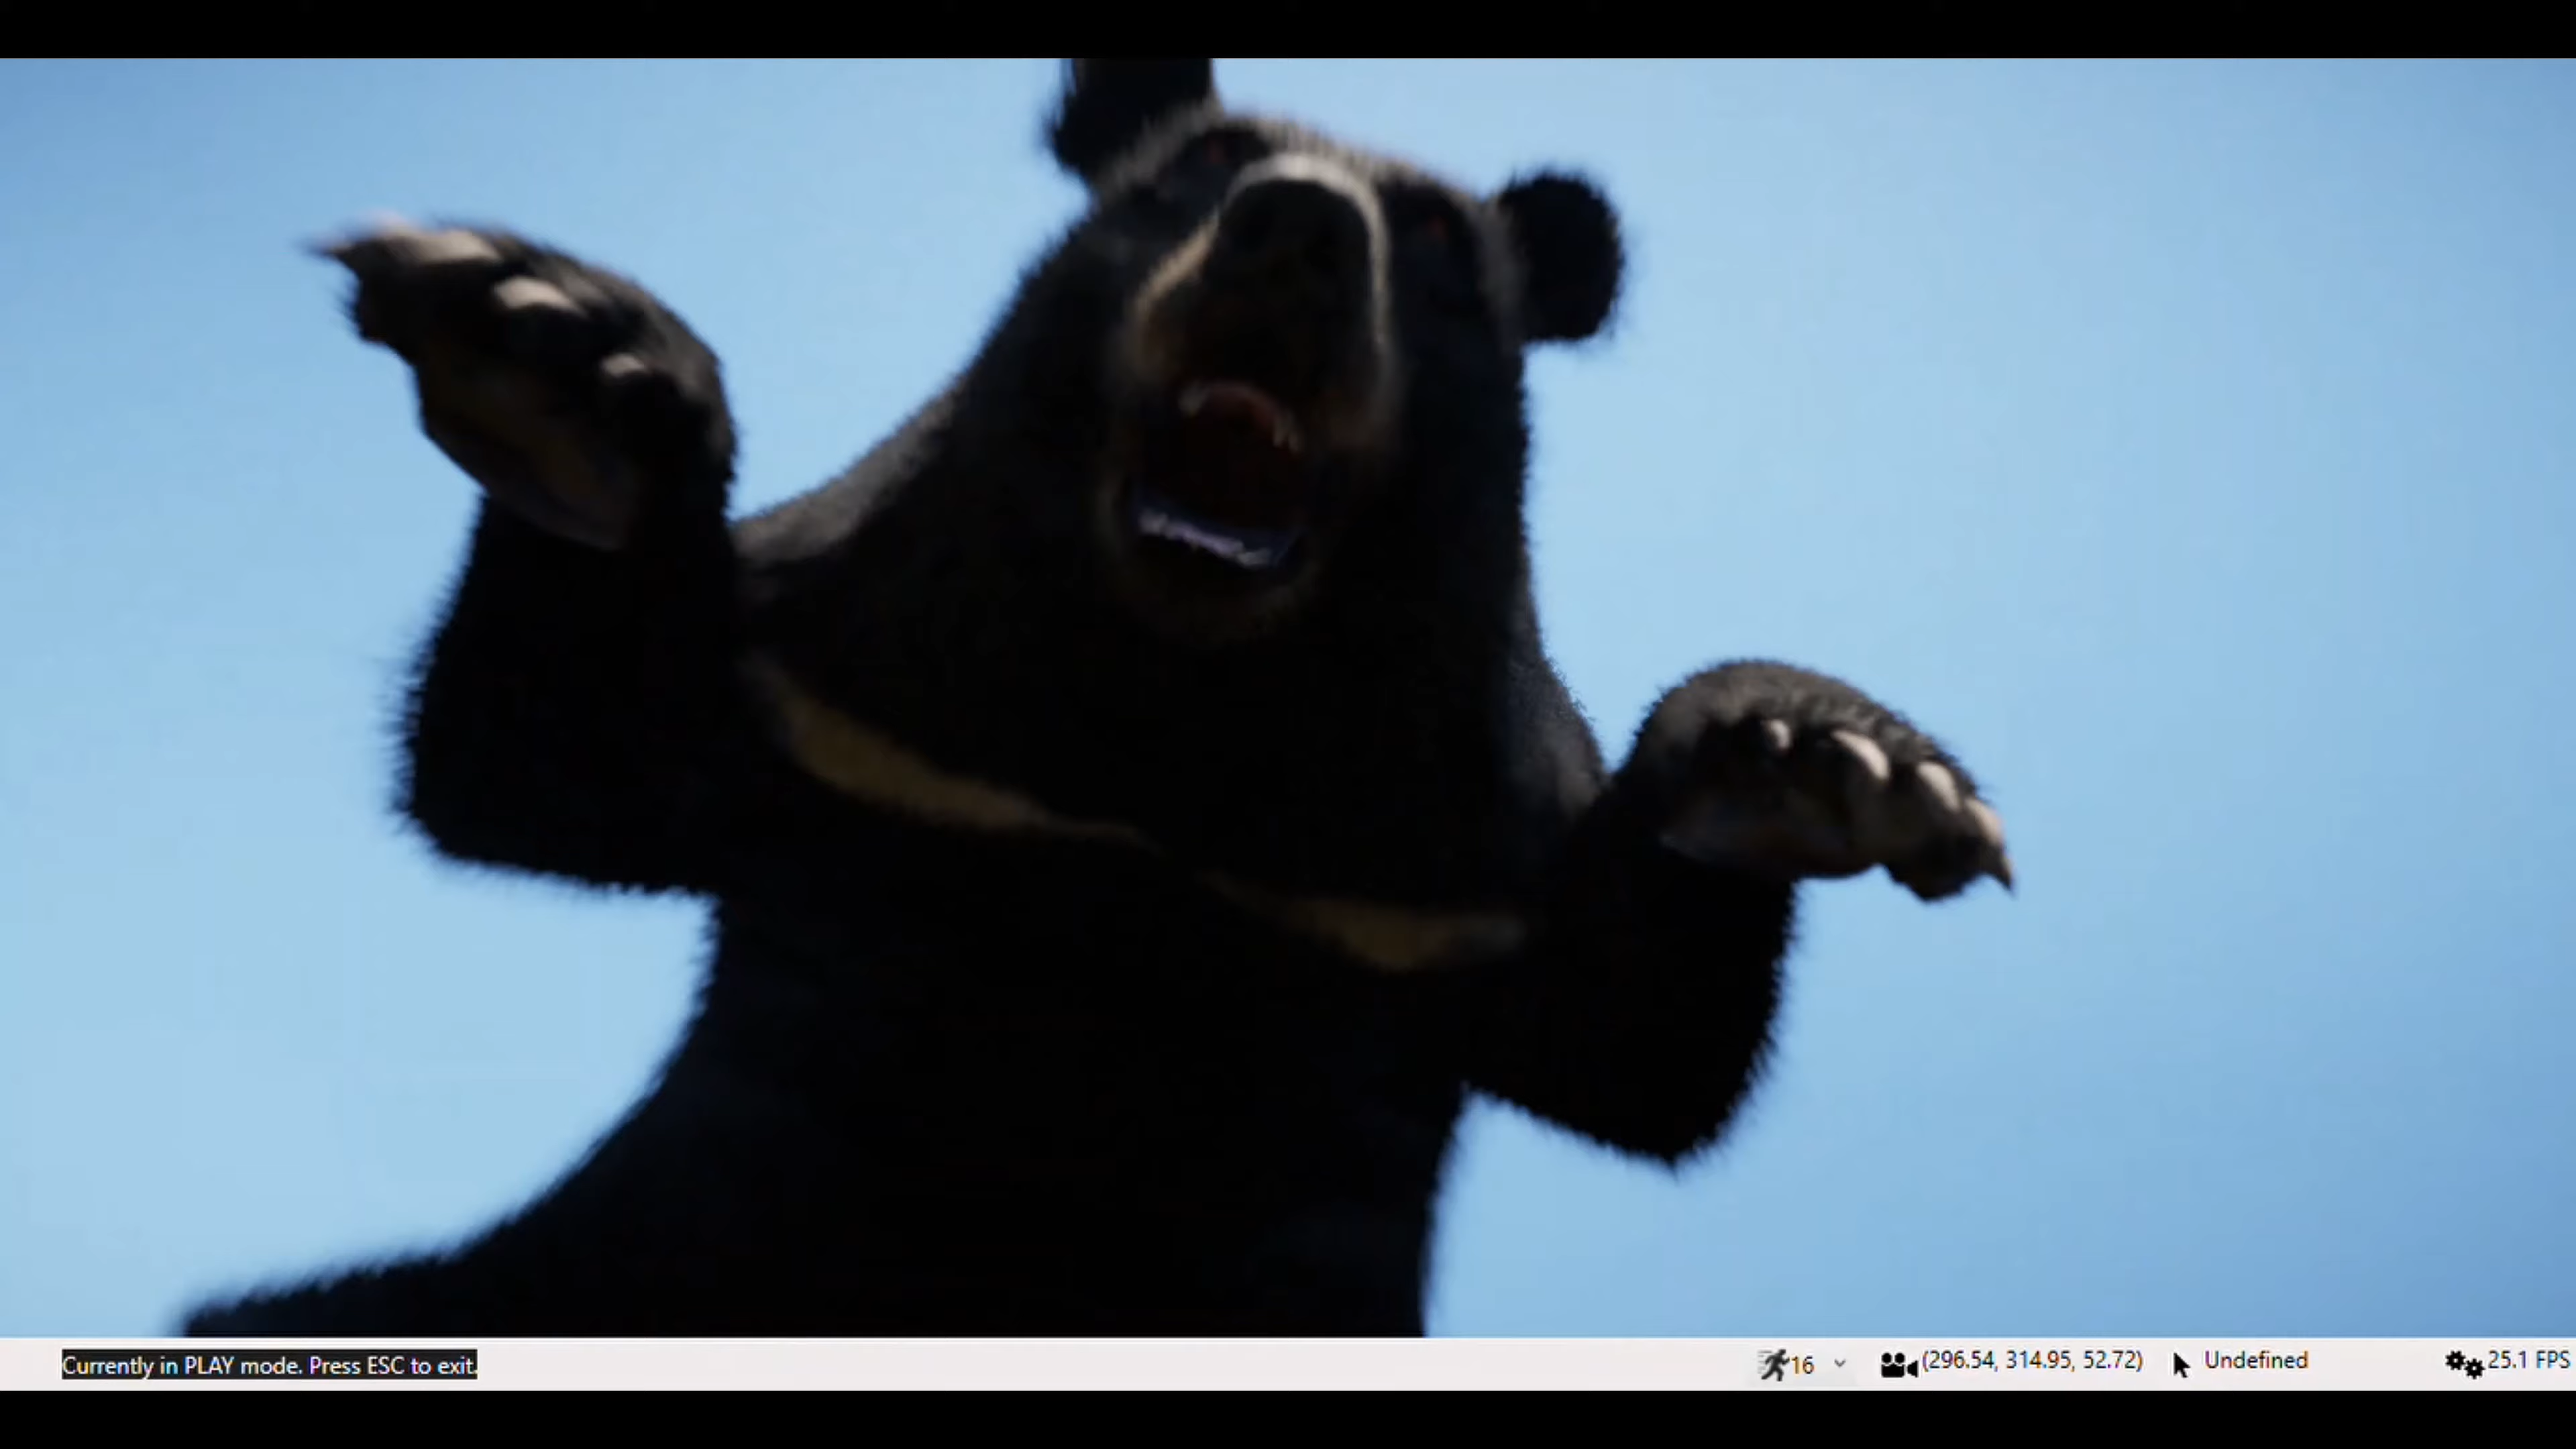 Currently in PLAY mode. Press ESC to exit.
16
(296.54, 314.95, 52.72)
Undefined
25.1 FPS